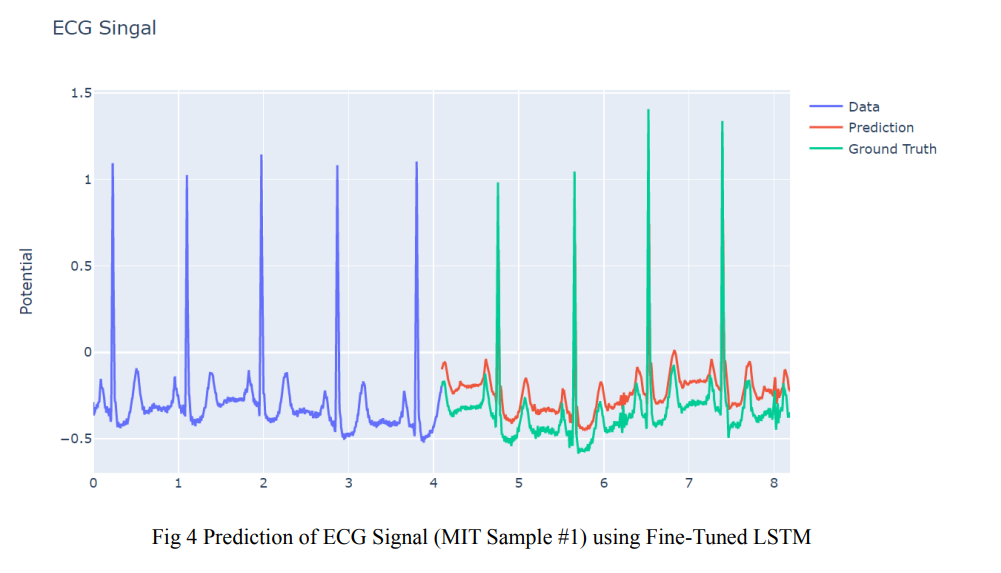 ECG Singal
1.5
1
0.5
0
−0.5
Potential
0 1 2 3 4 5 6 7 8
Data
Prediction
Ground Truth
Fig 4 Prediction of ECG Signal (MIT Sample #1) using Fine-Tuned LSTM